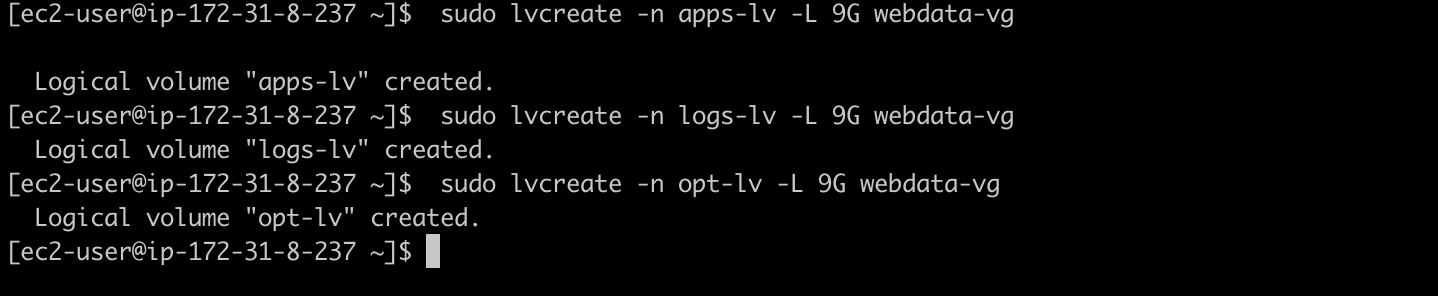 [ec2-user@ip-172-31-8-237 ~]$  sudo lvcreate -n apps-lv -L 9G webdata-vg
  Logical volume "apps-lv" created.
[ec2-user@ip-172-31-8-237 ~]$  sudo lvcreate -n logs-lv -L 9G webdata-vg
  Logical volume "logs-lv" created.
[ec2-user@ip-172-31-8-237 ~]$  sudo lvcreate -n opt-lv -L 9G webdata-vg
  Logical volume "opt-lv" created.
[ec2-user@ip-172-31-8-237 ~]$